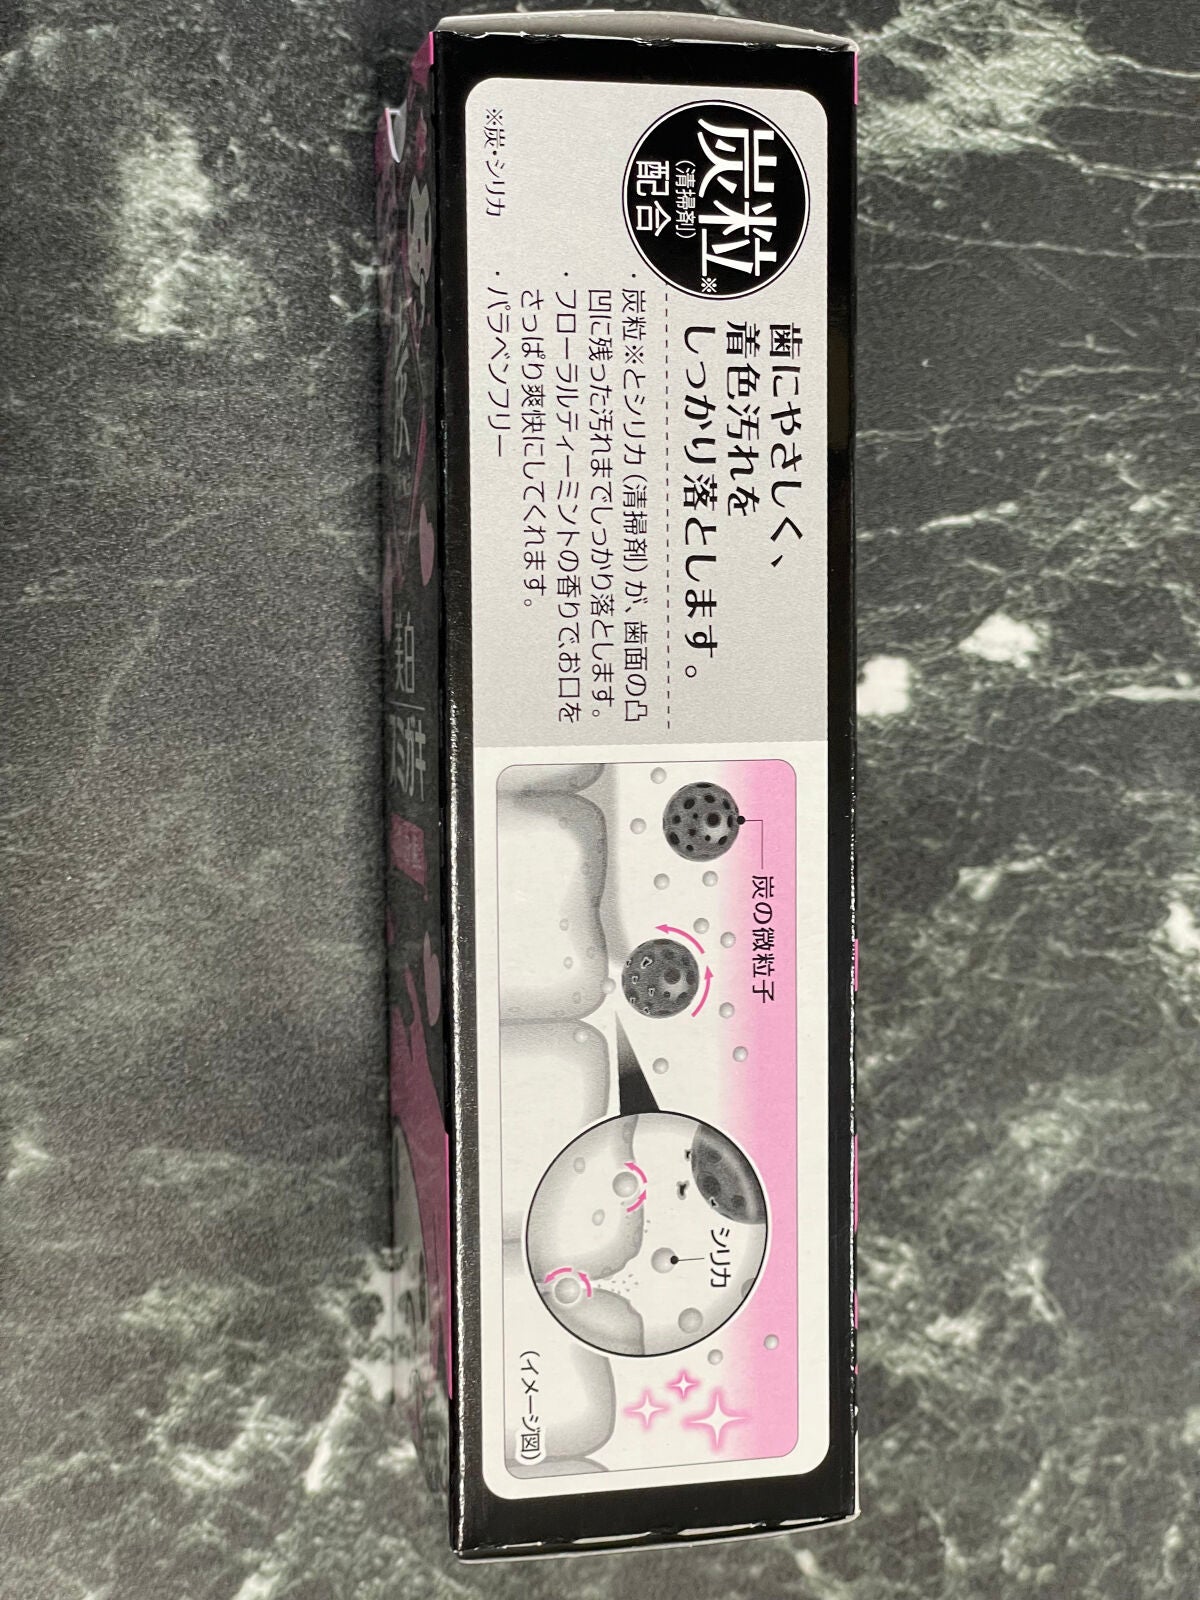 炭粒※
(清掃剤)
配合
歯にやさしく、
着色汚れを
しっかり落とします。
・炭粒※とシリカ(清掃剤)が、歯面の凸
凹に残った汚れまでしっかり落とします。
・フローラルティーミントの香りで、お口を
さっぱり爽快にしてくれます。
・パラベンフリー
※炭・シリカ
炭の微粒子
シリカ
(イメージ図)